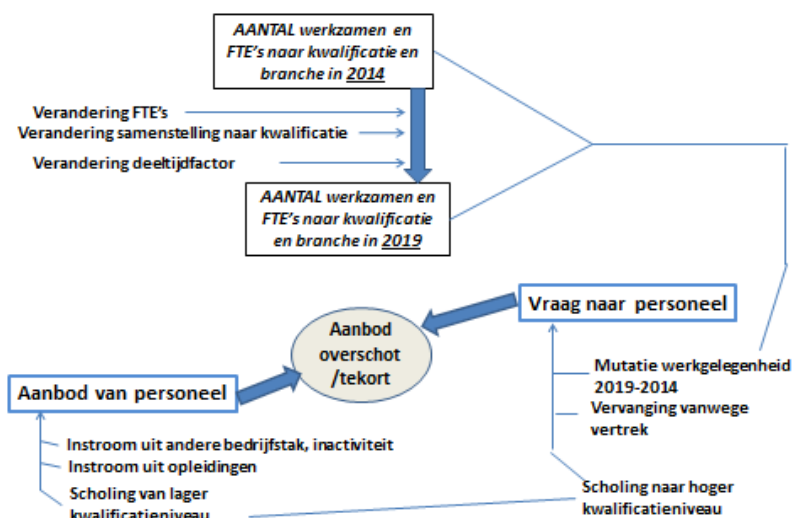 AANTAL werkzamen en
FTE's naar kwalificatie en
branche in 2014
Verandering FTE's
Verandering samenstelling naar kwalificatie
Verandering deeltijdfactor
AANTAL werkzamen en
FTE's naar kwalificatie
en branche in 2019
Vraag naar personeel
Aanbod
overschot
/tekort
Mutatie werkgelegenheid
2019-2014
Vervanging vanwege
vertrek
Aanbod van personeel
Instroom uit andere bedrijfstak, inactiviteit
Instroom uit opleidingen
Scholing van lager
kwalificatieniveau
Scholing naar hoger
kwalificatieniveau